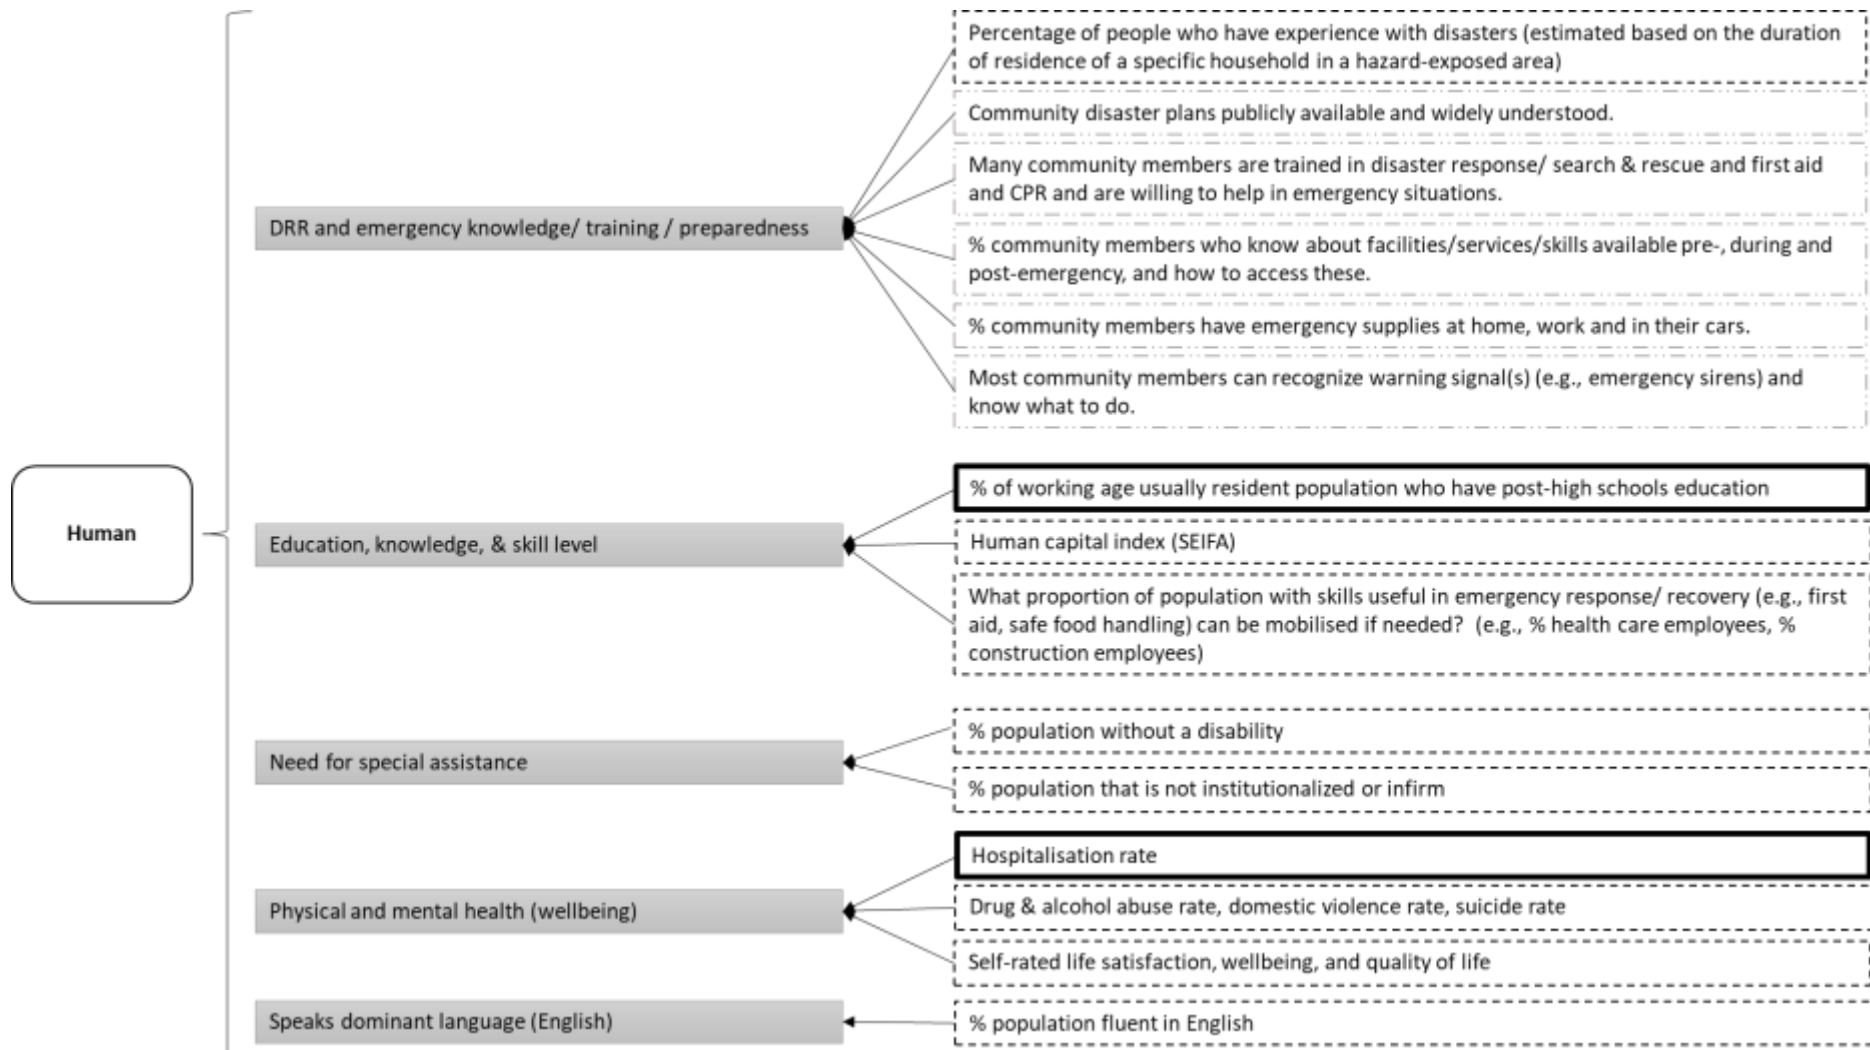 Human
DRR and emergency knowledge/ training / preparedness
Percentage of people who have experience with disasters (estimated based on the duration
of residence of a specific household in a hazard-exposed area)
Community disaster plans publicly available and widely understood.
Many community members are trained in disaster response/ search & rescue and first aid
and CPR and are willing to help in emergency situations.
% community members who know about facilities/services/skills available pre-, during and
post-emergency, and how to access these.
% community members have emergency supplies at home, work and in their cars.
Most community members can recognize warning signal(s) (e.g., emergency sirens) and
know what to do.
Education, knowledge, & skill level
% of working age usually resident population who have post-high schools education
Human capital index (SEIFA)
What proportion of population with skills useful in emergency response/ recovery (e.g., first
aid, safe food handling) can be mobilised if needed?  (e.g., % health care employees, %
construction employees)
Need for special assistance
% population without a disability
% population that is not institutionalized or infirm
Physical and mental health (wellbeing)
Hospitalisation rate
Drug & alcohol abuse rate, domestic violence rate, suicide rate
Self-rated life satisfaction, wellbeing, and quality of life
Speaks dominant language (English)
% population fluent in English